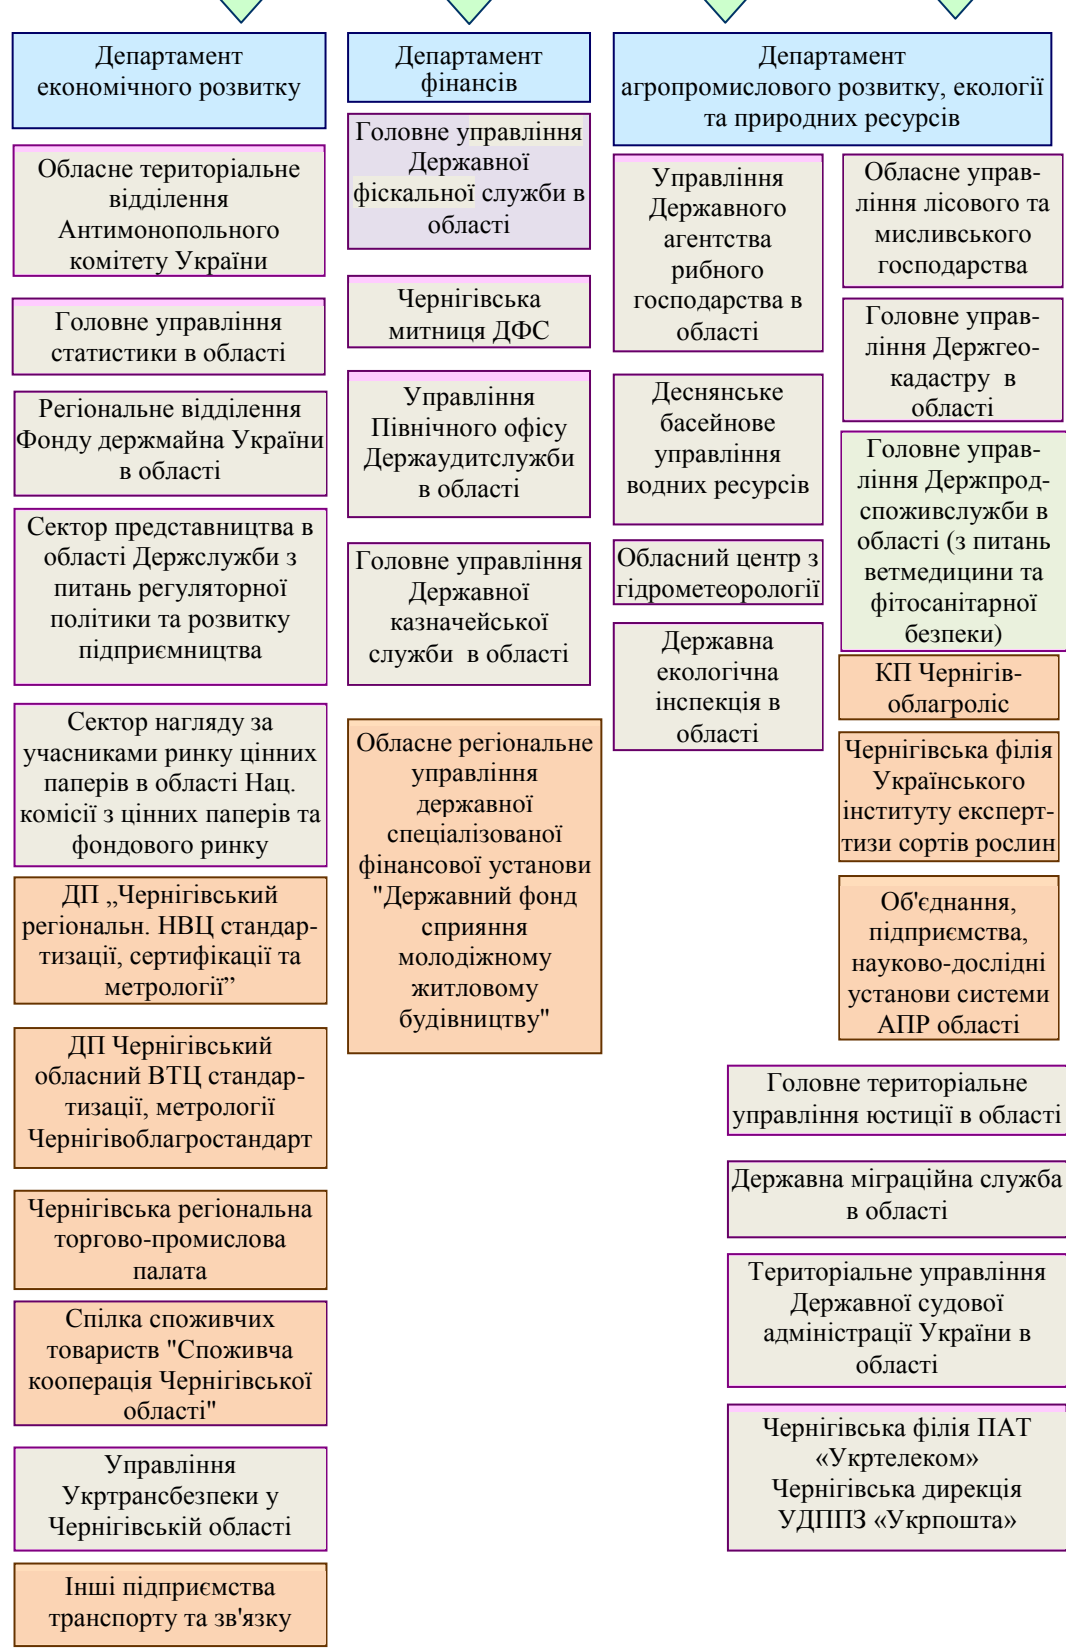 Департамент
економічного розвитку
Обласне територіальне
відділення
Антимонопольного
комітету України
Головне управління
статистики в області
Регіональне відділення
Фонду держмайна України
в області
Сектор представництва в
області Держслужби з
питань регуляторної
політики та розвитку
підприємництва
Сектор нагляду за
учасниками ринку цінних
паперів в області Нац.
комісії з цінних паперів та
фондового ринку
ДП „Чернігівський
регіональн. НВЦ стандар-
тизації, сертифікації та
метрології”
ДП Чернігівський
обласний ВТЦ стандар-
тизації, метрології
Чернігівоблагростандарт
Чернігівська регіональна
торгово-промислова
палата
Спілка споживчих
товариств "Споживча
кооперація Чернігівської
області"
Управління
Укртрансбезпеки у
Чернігівській області
Інші підприємства
транспорту та зв'язку
Департамент
фінансів
Головне управління
Державної
фіскальної служби в
області
Чернігівська
митниця ДФС
Управління
Північного офісу
Держаудитслужби
в області
Головне управління
Державної
казначейської
служби в області
Обласне регіональне
управління
державної
спеціалізованої
фінансової установи
"Державний фонд
сприяння
молодіжному
житловому
будівництву"
Департамент
агропромислового розвитку, екології
та природних ресурсів
Управління
Державного
агентства
рибного
господарства в
області
Деснянське
басейнове
управління
водних ресурсів
Обласний центр з
гідрометеорології
Державна
екологічна
інспекція в
області
Обласне управ-
ління лісового та
мисливського
господарства
Головне управ-
ління Держгео-
кадастру в
області
Головне управ-
ління Держпрод-
споживслужби в
області (з питань
ветмедицини та
фітосанітарної
безпеки)
КП Чернігів-
облагроліс
Чернігівська філія
Українського
інституту експерт-
тизи сортів рослин
Об'єднання,
підприємства,
науково-дослідні
установи системи
АПР області
Головне територіальне
управління юстиції в області
Державна міграційна служба
в області
Територіальне управління
Державної судової
адміністрації України в
області
Чернігівська філія ПАТ
«Укртелеком»
Чернігівська дирекція
УДППЗ «Укрпошта»